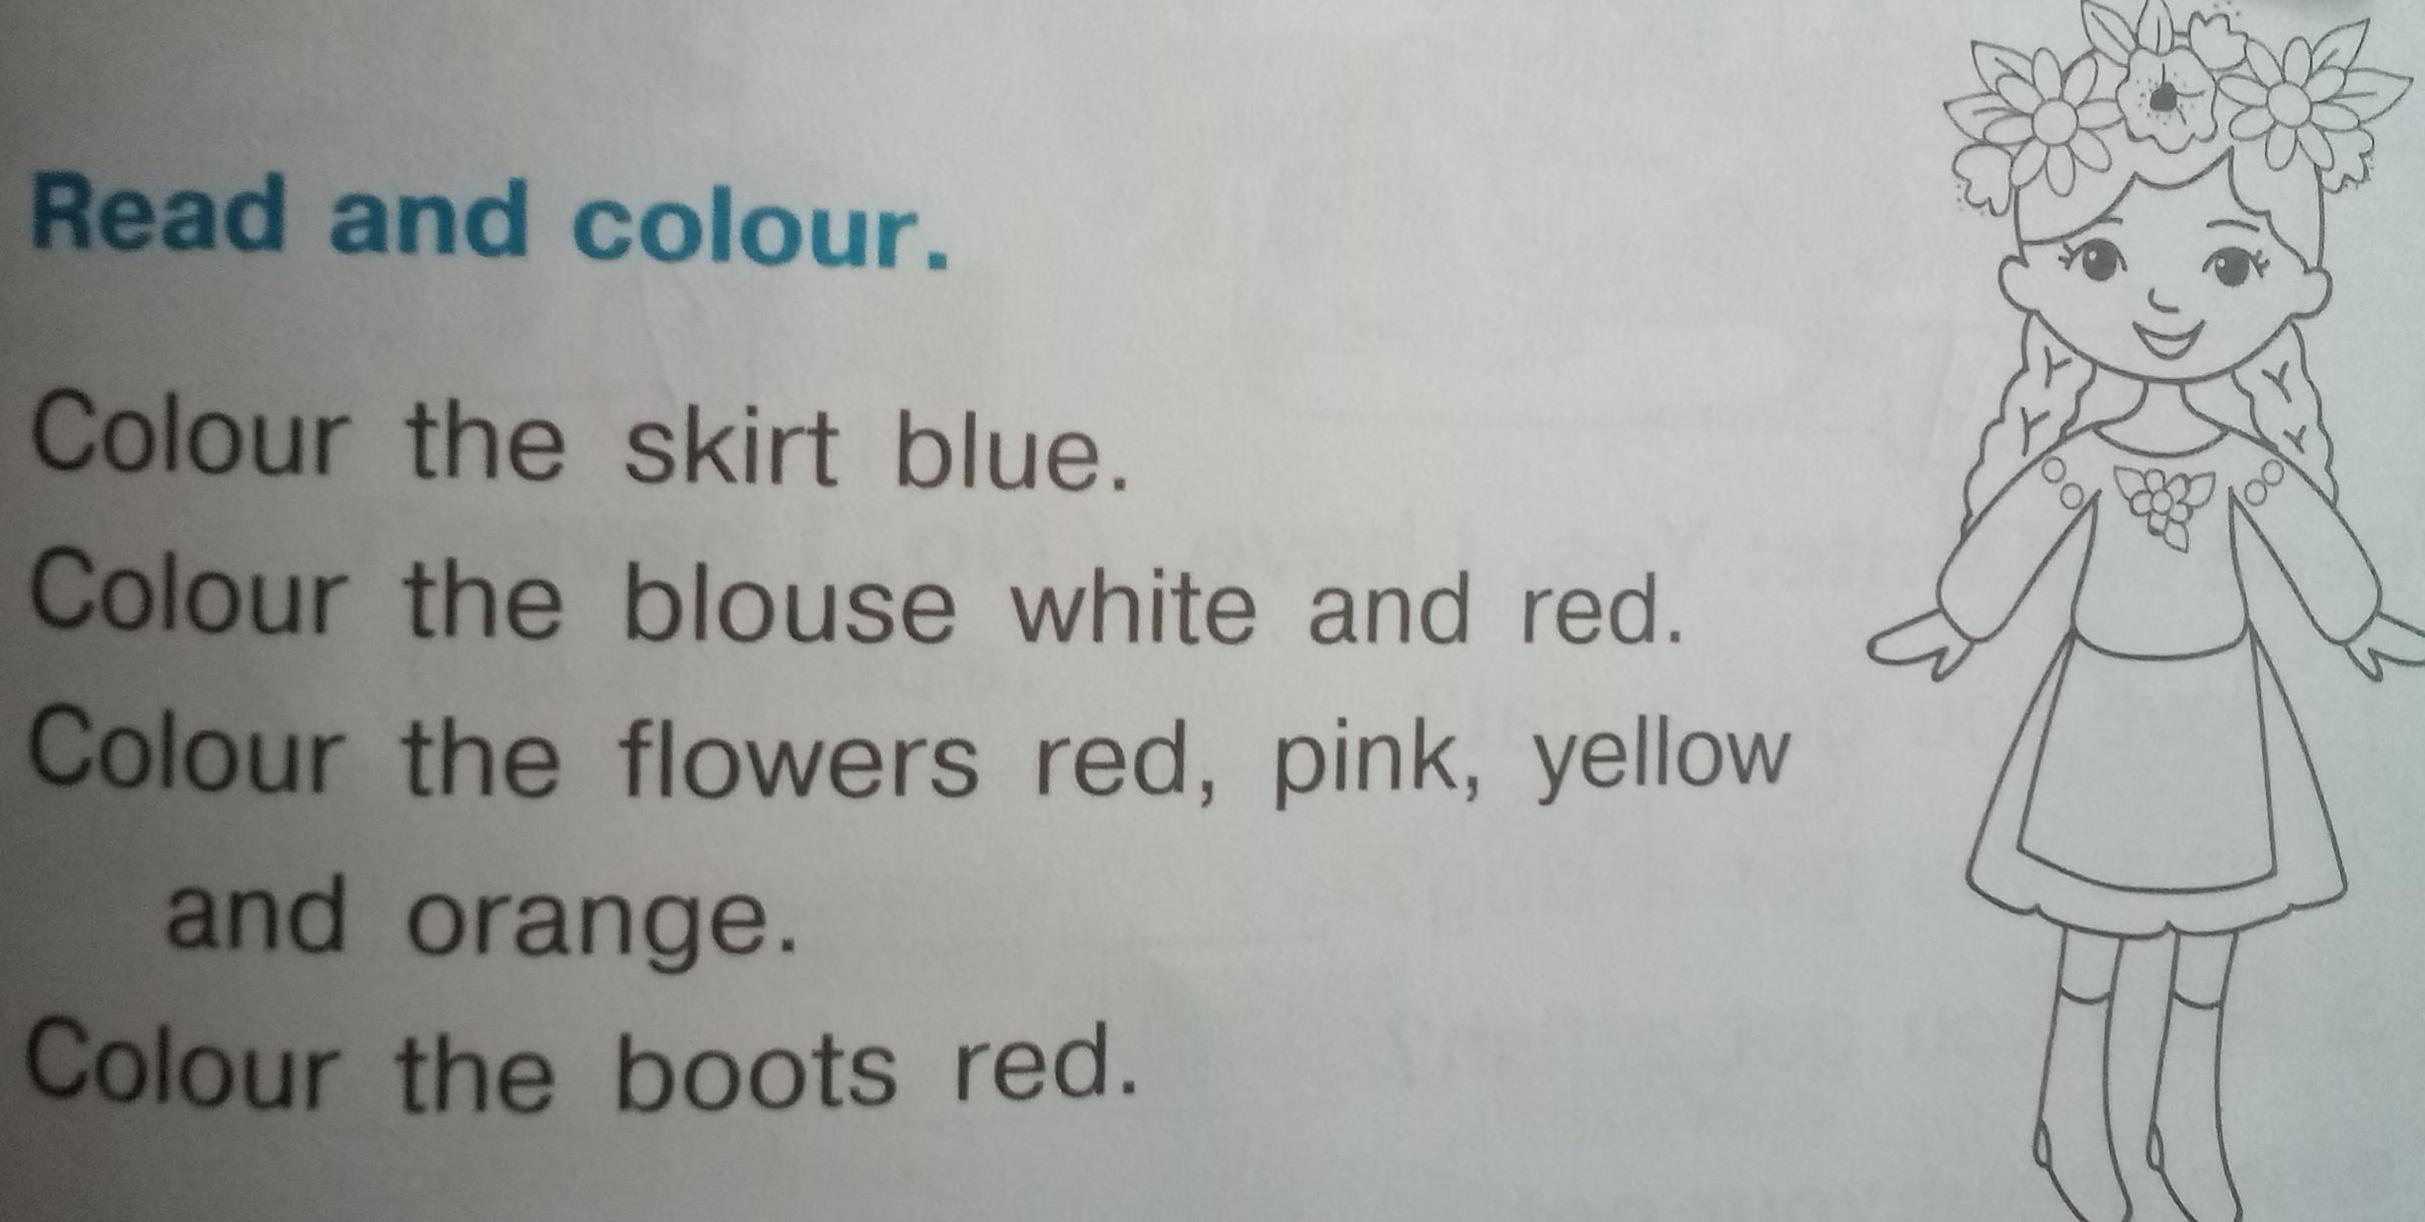 Read and colour.
Colour the skirt blue.
Colour the blouse white and red.
Colour the flowers red, pink, yellow
and orange.
Colour the boots red.